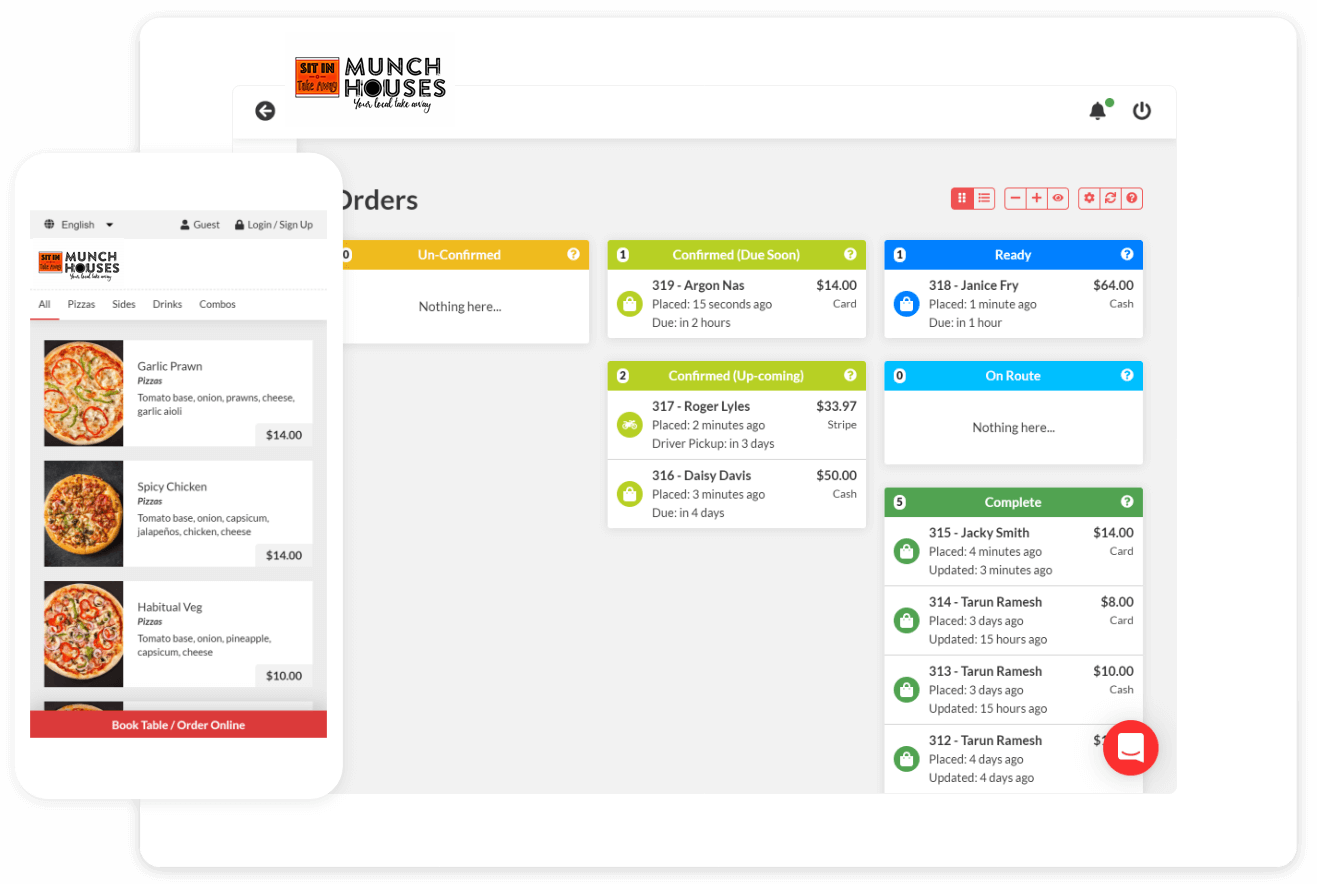 SIT IN
Take Away
MUNCH
HOUSES
Your local take away
Orders
0 Un-Confirmed
Nothing here...
1 Confirmed (Due Soon)
319 - Argon Nas $14.00
Placed: 15 seconds ago Card
Due: in 2 hours
2 Confirmed (Up-coming)
317 - Roger Lyles $33.97
Placed: 2 minutes ago Stripe
Driver Pickup: in 3 days
316 - Daisy Davis $50.00
Placed: 3 minutes ago Cash
Due: in 4 days
1 Ready
318 - Janice Fry $64.00
Placed: 1 minute ago Cash
Due: in 1 hour
0 On Route
Nothing here...
5 Complete
315 - Jacky Smith $14.00
Placed: 4 minutes ago Card
Updated: 3 minutes ago
314 - Tarun Ramesh $8.00
Placed: 3 days ago Card
Updated: 15 hours ago
313 - Tarun Ramesh $10.00
Placed: 3 days ago Cash
Updated: 15 hours ago
312 - Tarun Ramesh
Placed: 4 days ago
Updated: 4 days ago
English Guest Login / Sign Up
SIT IN
Take Away
MUNCH
HOUSES
Your local take away
All Pizzas Sides Drinks Combos
Garlic Prawn
Pizzas
Tomato base, onion, prawns, cheese,
garlic aioli
$14.00
Spicy Chicken
Pizzas
Tomato base, onion, capsicum,
jalapeños, chicken, cheese
$14.00
Habitual Veg
Pizzas
Tomato base, onion, pineapple,
capsicum, cheese
$10.00
Book Table / Order Online